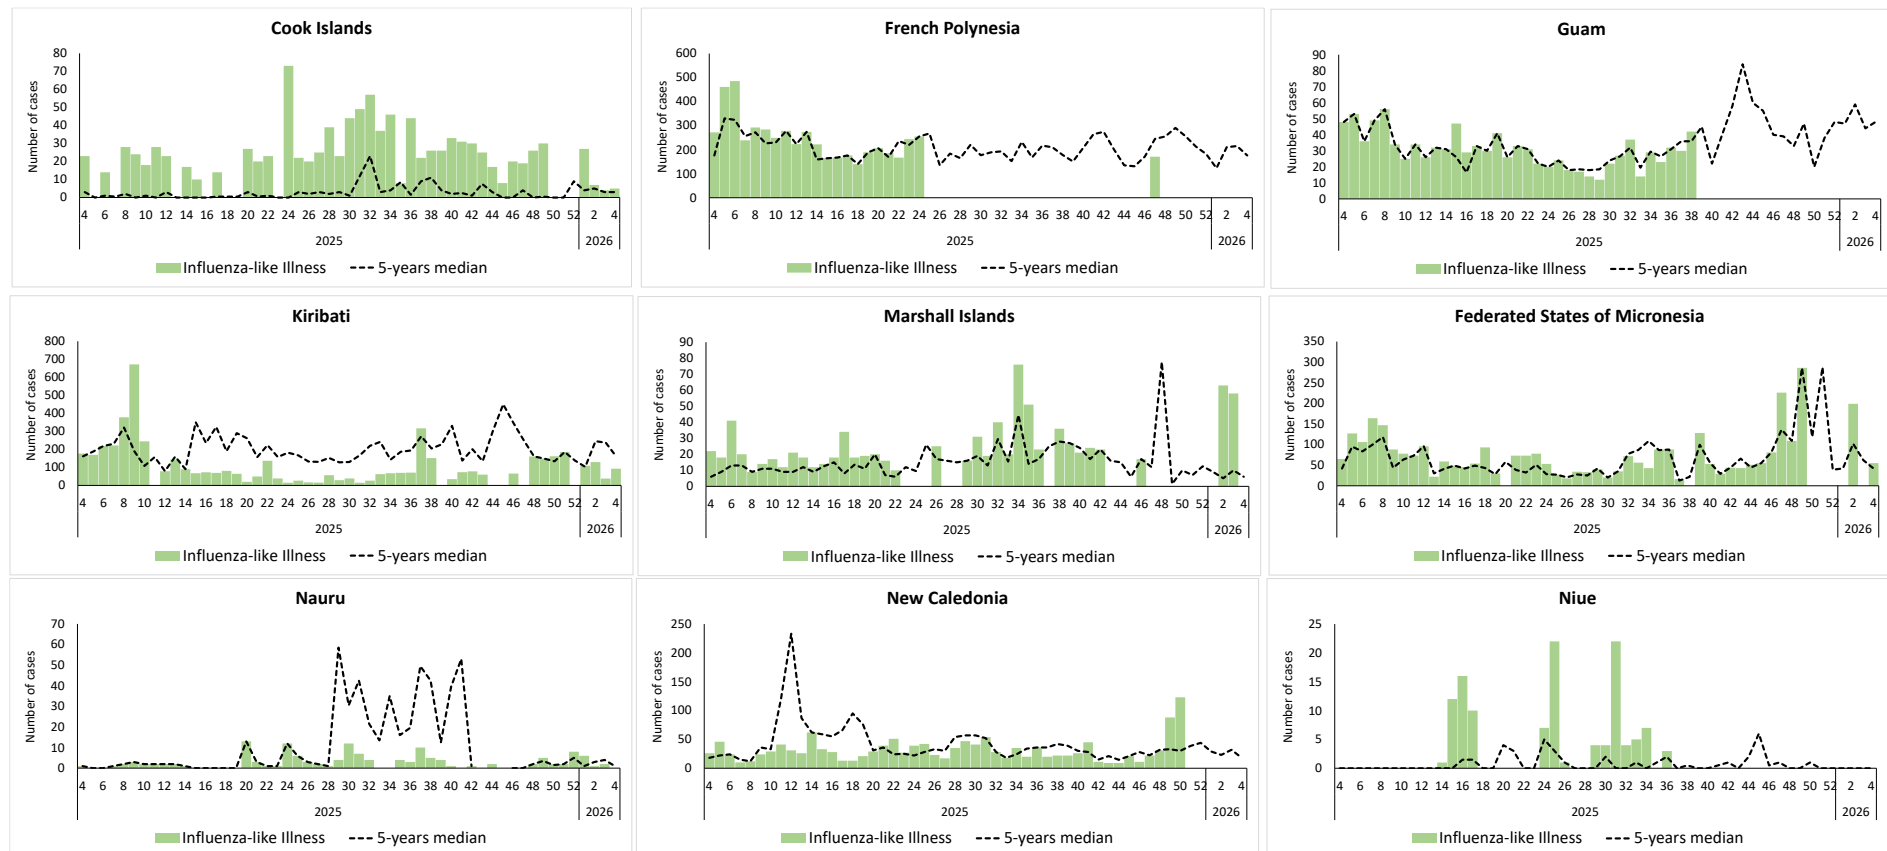 Cook Islands
Number of cases
80
70
60
50
40
30
20
10
0
4 6 8 10 12 14 16 18 20 22 24 26 28 30 32 34 36 38 40 42 44 46 48 50 52 2 4
2025 2026
Influenza-like Illness 5-years median
French Polynesia
Number of cases
600
500
400
300
200
100
0
4 6 8 10 12 14 16 18 20 22 24 26 28 30 32 34 36 38 40 42 44 46 48 50 52 2 4
2025 2026
Influenza-like Illness 5-years median
Guam
Number of cases
90
80
70
60
50
40
30
20
10
0
4 6 8 10 12 14 16 18 20 22 24 26 28 30 32 34 36 38 40 42 44 46 48 50 52 2 4
2025 2026
Influenza-like Illness 5-years median
Kiribati
Number of cases
800
700
600
500
400
300
200
100
0
4 6 8 10 12 14 16 18 20 22 24 26 28 30 32 34 36 38 40 42 44 46 48 50 52 2 4
2025 2026
Influenza-like Illness 5-years median
Marshall Islands
Number of cases
90
80
70
60
50
40
30
20
10
0
4 6 8 10 12 14 16 18 20 22 24 26 28 30 32 34 36 38 40 42 44 46 48 50 52 2 4
2025 2026
Influenza-like Illness 5-years median
Federated States of Micronesia
Number of cases
350
300
250
200
150
100
50
0
4 6 8 10 12 14 16 18 20 22 24 26 28 30 32 34 36 38 40 42 44 46 48 50 52 2 4
2025 2026
Influenza-like Illness 5-years median
Nauru
Number of cases
70
60
50
40
30
20
10
0
4 6 8 10 12 14 16 18 20 22 24 26 28 30 32 34 36 38 40 42 44 46 48 50 52 2 4
2025 2026
Influenza-like Illness 5-years median
New Caledonia
Number of cases
250
200
150
100
50
0
4 6 8 10 12 14 16 18 20 22 24 26 28 30 32 34 36 38 40 42 44 46 48 50 52 2 4
2025 2026
Influenza-like Illness 5-years median
Niue
Number of cases
25
20
15
10
5
0
4 6 8 10 12 14 16 18 20 22 24 26 28 30 32 34 36 38 40 42 44 46 48 50 52 2 4
2025 2026
Influenza-like Illness 5-years median